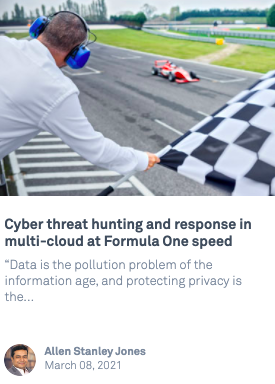 Cyber threat hunting and response in
multi-cloud at Formula One speed
“Data is the pollution problem of the
information age, and protecting privacy is
the...
Allen Stanley Jones
March 08, 2021